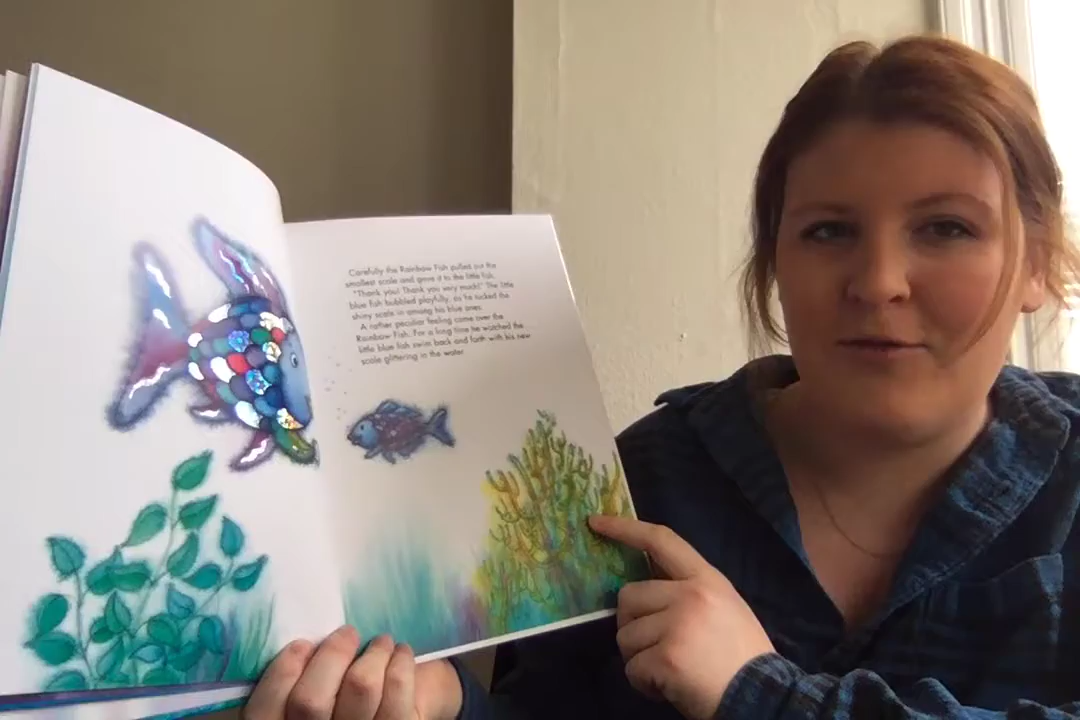 Carefully the Rainbow Fish pulled out the
smallest scale and gave it to the little fish.
"Thank you! Thank you very much!" The little
blue fish bubbled playfully, as he tucked the
shiny scale in among his blue ones.
A rather peculiar feeling came over the
Rainbow Fish. For a long time he watched the
little blue fish swim back and forth with his new
scale glittering in the water.